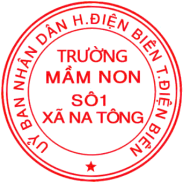 UỶ BAN NHÂN DÂN H.ĐIỆN BIÊN T.ĐIỆN BIÊN
TRƯỜNG
MẦM NON
SỐ1
XÃ NA TÔNG